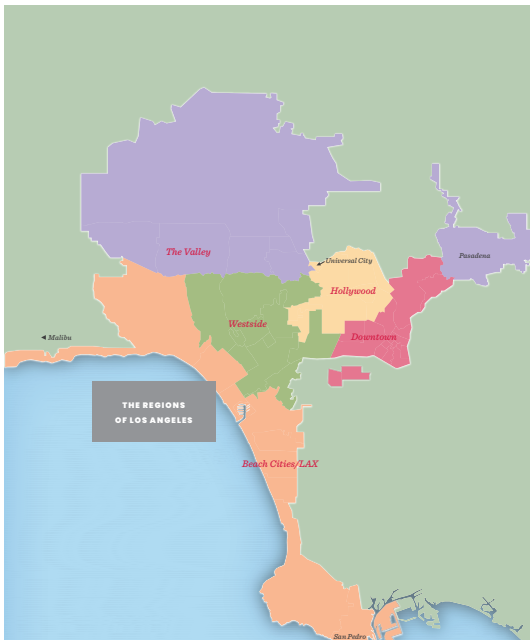 The Valley
Universal City
Pasadena
Hollywood
Westside
Malibu
Downtown
THE REGIONS
OF LOS ANGELES
Beach Cities/LAX
San Pedro